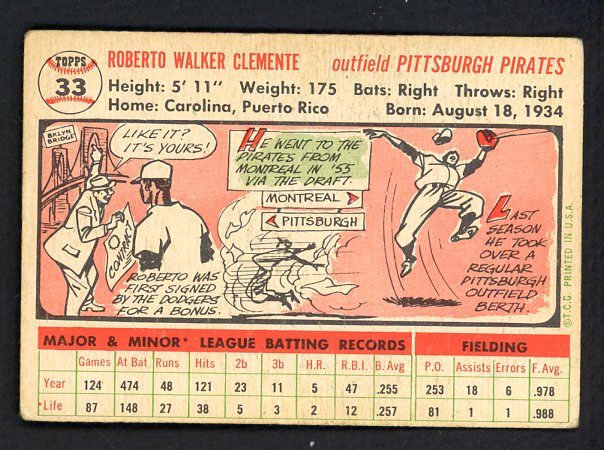 TOPPS
33
ROBERTO WALKER CLEMENTE outfield PITTSBURGH PIRATES
Height: 5' 11" Weight: 175 Bats: Right Throws: Right
Home: Carolina, Puerto Rico Born: August 18, 1934
BKLYN
BRIDGE
LIKE IT?
IT'S YOURS!
CONTRACT
ROBERTO WAS
FIRST SIGNED
BY THE DODGERS
FOR A BONUS.
HE WENT TO THE
PIRATES FROM
MONTREAL IN '53
VIA THE DRAFT.
MONTREAL
PITTSBURGH
LAST
SEASON
HE TOOK
OVER A
REGULAR
PITTSBURGH
OUTFIELD
BERTH.
© T.C.G. PRINTED IN U.S.A.
MAJOR & MINOR* LEAGUE BATTING RECORDS FIELDING
Games At Bat Runs Hits 2b 3b H.R. R.B.I. B. Avg P.O. Assists Errors F. Avg
Year 124 474 48 121 23 11 5 47 .255 253 18 6 .978
*Life 87 148 27 38 5 3 2 12 .257 81 1 1 .988